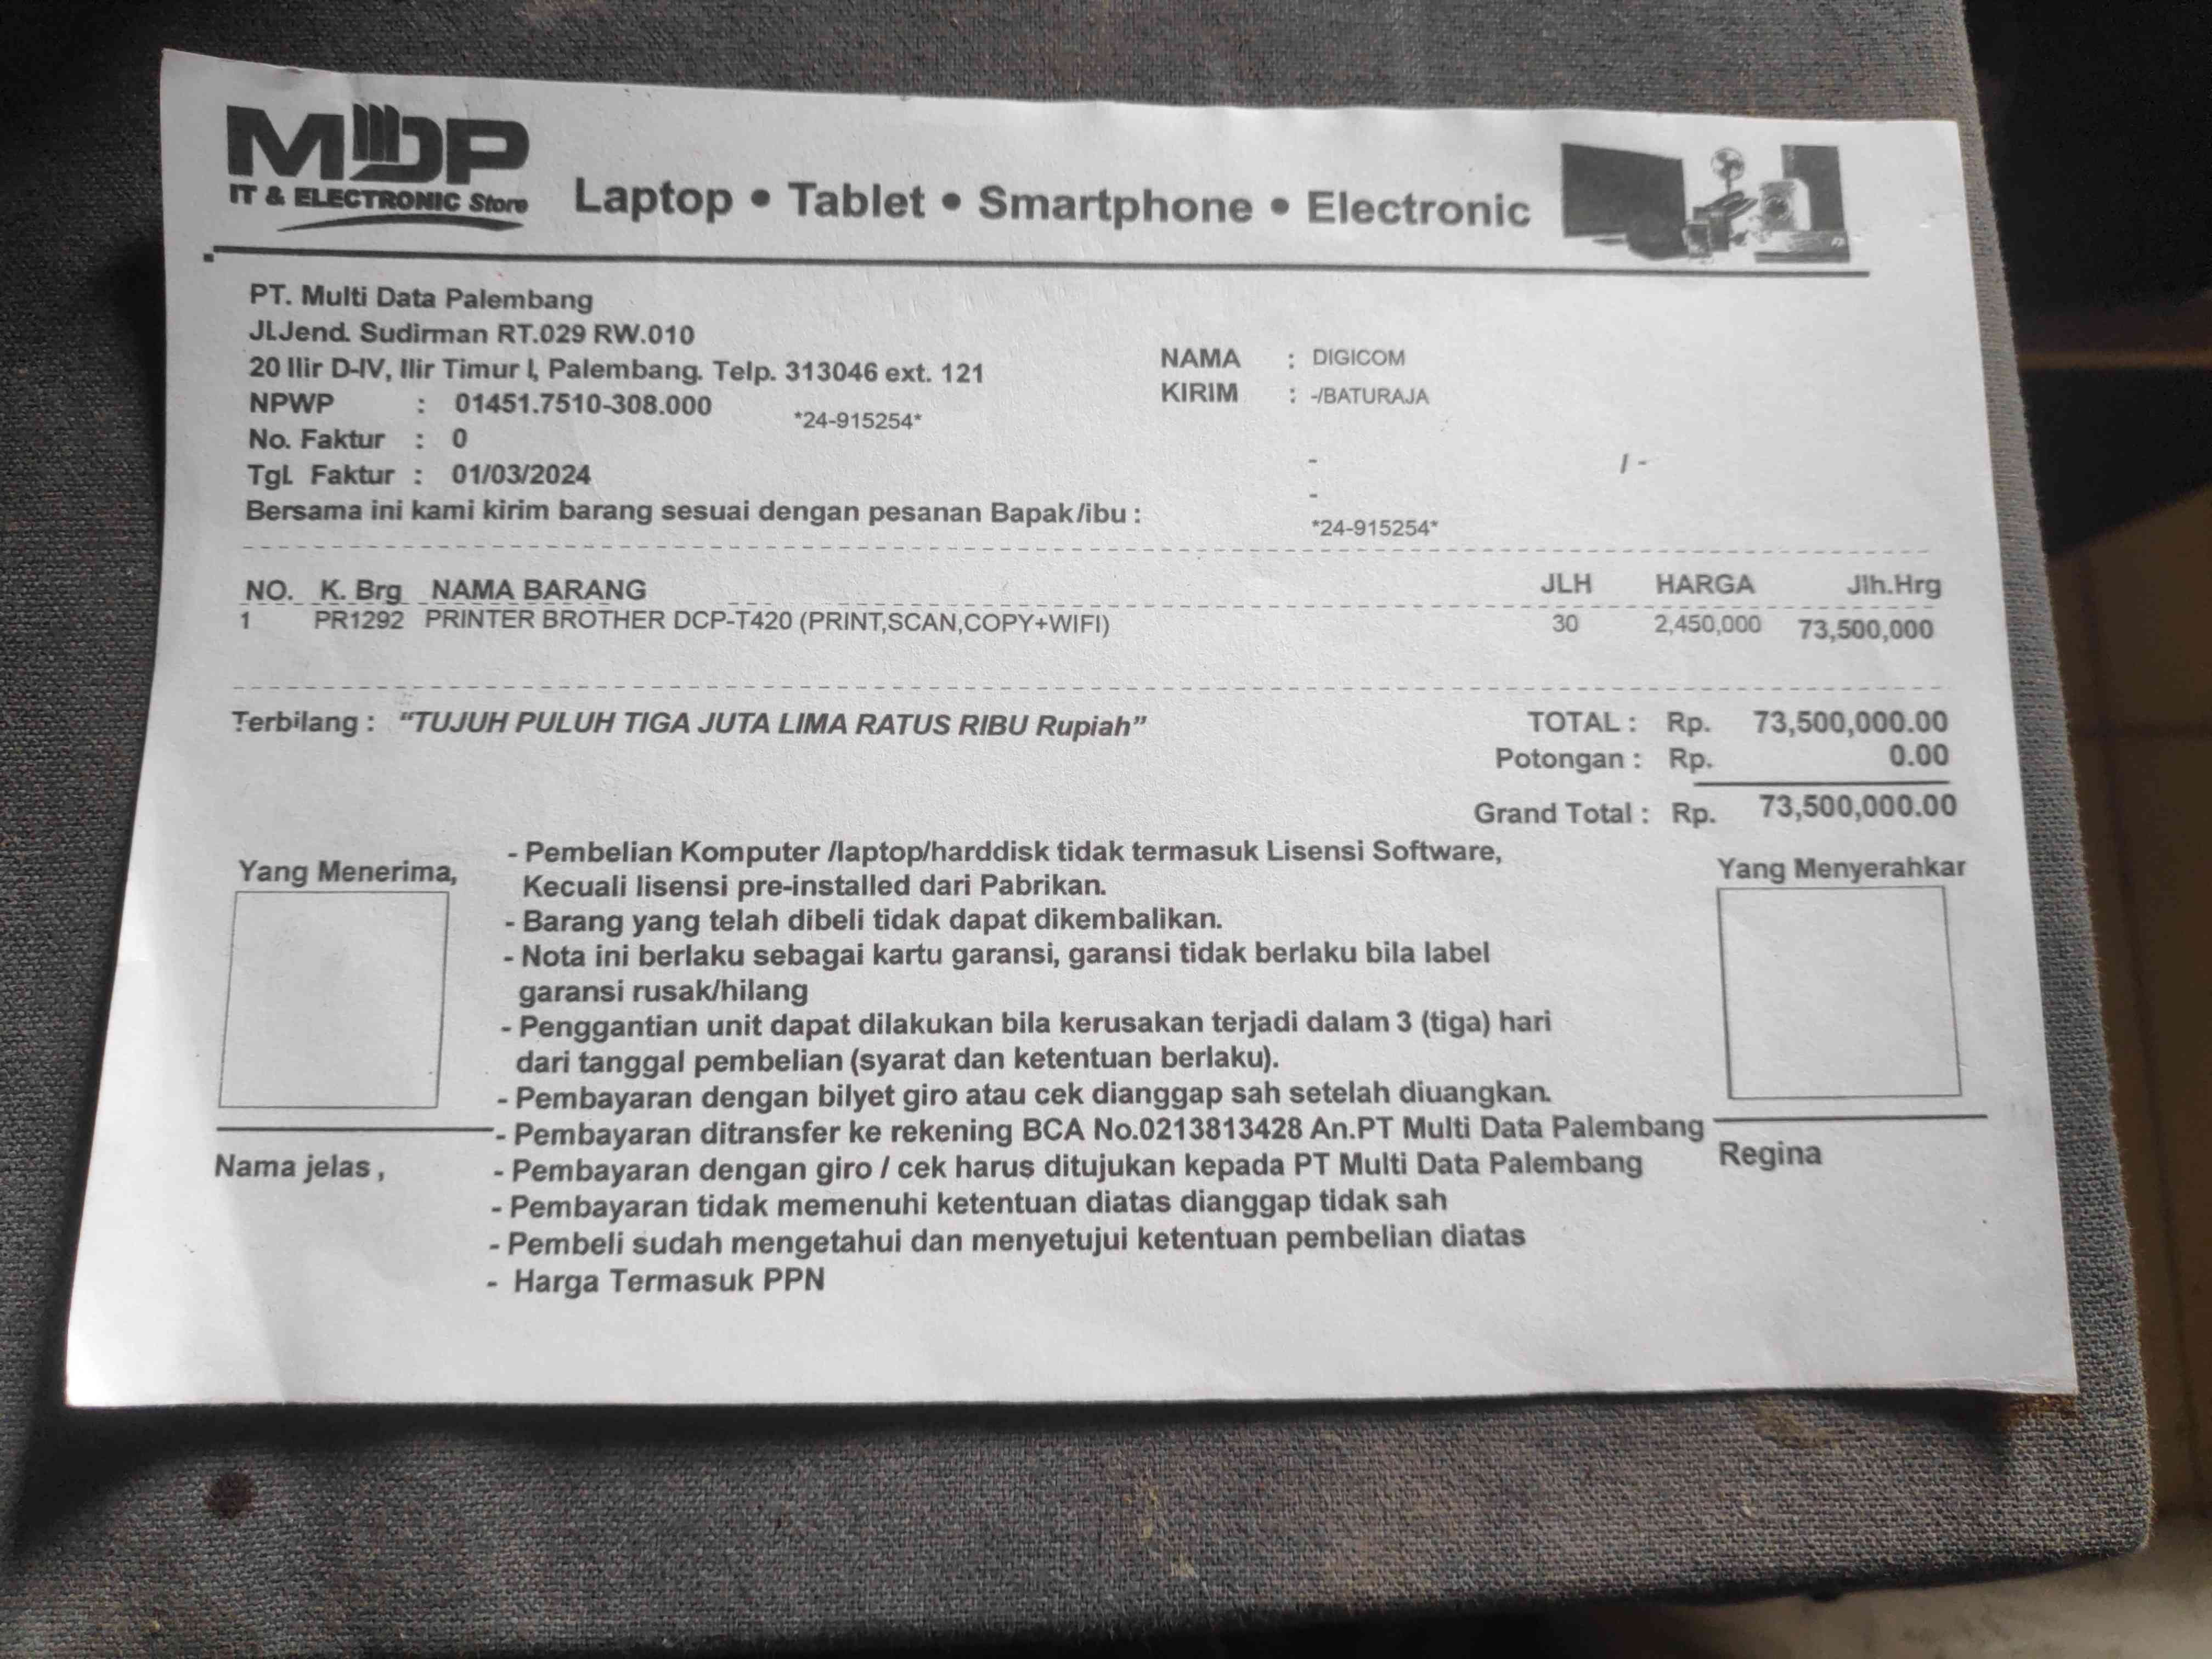 MDP
IT & ELECTRONIC Store
Laptop • Tablet • Smartphone • Electronic
PT. Multi Data Palembang
Jl.Jend. Sudirman RT.029 RW.010
20 Ilir D-IV, Ilir Timur I, Palembang. Telp. 313046 ext. 121
NPWP : 01451.7510-308.000 *24-915254*
No. Faktur : 0
Tgl. Faktur : 01/03/2024
Bersama ini kami kirim barang sesuai dengan pesanan Bapak/ibu :
NAMA : DIGICOM
KIRIM : -/BATURAJA
- / -
-
*24-915254*
NO. K. Brg NAMA BARANG JLH HARGA Jlh.Hrg
1 PR1292 PRINTER BROTHER DCP-T420 (PRINT,SCAN,COPY+WIFI) 30 2,450,000 73,500,000
Terbilang : “TUJUH PULUH TIGA JUTA LIMA RATUS RIBU Rupiah”
TOTAL : Rp. 73,500,000.00
Potongan : Rp. 0.00
Grand Total : Rp. 73,500,000.00
Yang Menerima,
Nama jelas ,
- Pembelian Komputer /laptop/harddisk tidak termasuk Lisensi Software,
Kecuali lisensi pre-installed dari Pabrikan.
- Barang yang telah dibeli tidak dapat dikembalikan.
- Nota ini berlaku sebagai kartu garansi, garansi tidak berlaku bila label
garansi rusak/hilang
- Penggantian unit dapat dilakukan bila kerusakan terjadi dalam 3 (tiga) hari
dari tanggal pembelian (syarat dan ketentuan berlaku).
- Pembayaran dengan bilyet giro atau cek dianggap sah setelah diuangkan.
- Pembayaran ditransfer ke rekening BCA No.0213813428 An.PT Multi Data Palembang
- Pembayaran dengan giro / cek harus ditujukan kepada PT Multi Data Palembang
- Pembayaran tidak memenuhi ketentuan diatas dianggap tidak sah
- Pembeli sudah mengetahui dan menyetujui ketentuan pembelian diatas
- Harga Termasuk PPN
Yang Menyerahkar
Regina